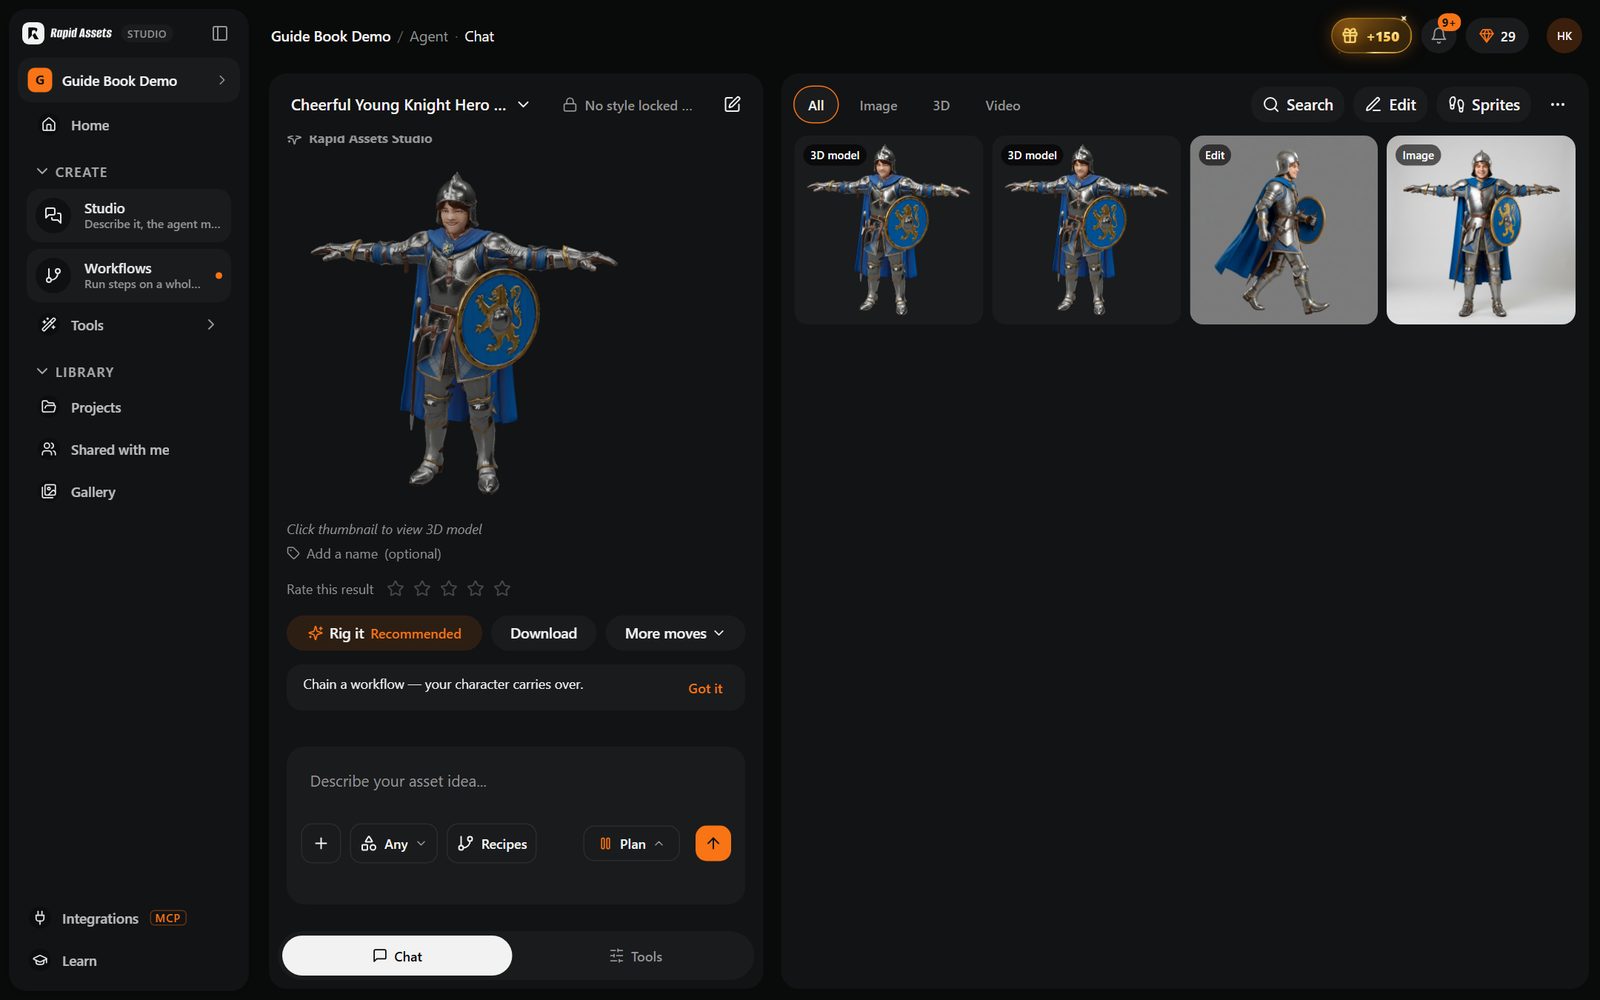 Rapid Assets STUDIO
G Guide Book Demo
Home
CREATE
Studio
Describe it, the agent m...
Workflows
Run steps on a whol...
Tools
LIBRARY
Projects
Shared with me
Gallery
Integrations MCP
Learn
Guide Book Demo / Agent · Chat
+150
9+
29
HK
Cheerful Young Knight Hero ...
No style locked ...
Rapid Assets Studio
Click thumbnail to view 3D model
Add a name (optional)
Rate this result
Rig it Recommended
Download
More moves
Chain a workflow — your character carries over.
Got it
Describe your asset idea...
Any
Recipes
Plan
Chat
Tools
All
Image
3D
Video
Search
Edit
Sprites
3D model
3D model
Edit
Image